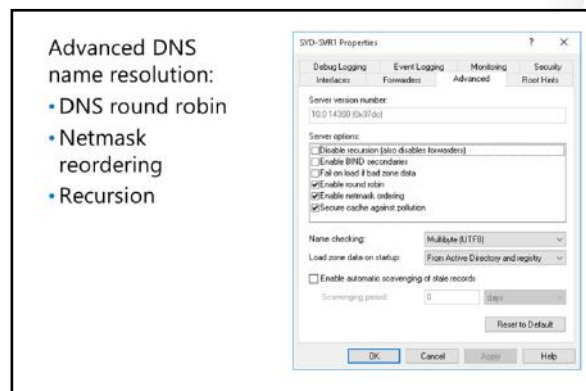 Advanced DNS
name resolution:
• DNS round robin
• Netmask
reordering
• Recursion
SYD-SVR1 Properties
? X
Debug Logging Event Logging Monitoring Security
Interfaces Forwarders Advanced Root Hints
Server version number:
10.0 14300 (0x37dc)
Server options:
Disable recursion (also disables forwarders)
Enable BIND secondaries
Fail on load if bad zone data
Enable round robin
Enable netmask ordering
Secure cache against pollution
Name checking: Multibyte (UTF8)
Load zone data on startup: From Active Directory and registry
Enable automatic scavenging of stale records
Scavenging period: 0 days
Reset to Default
OK Cancel Apply Help